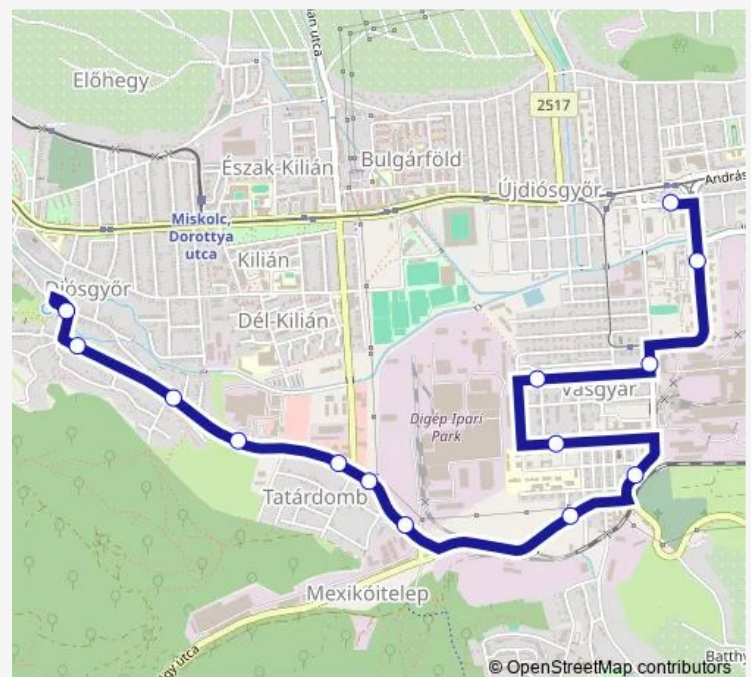 Előhegy
2517
Észak-Kilián
Bulgárföld
Újdiósgyőr
András
Miskolc,
Dorottya
utca
Kilián
Diósgyőr
Dél-Kilián
Vasgyár
Digép Ipari
Park
Tatárdomb
Mexikóitelep
Batthy
© OpenStreetMap contributors